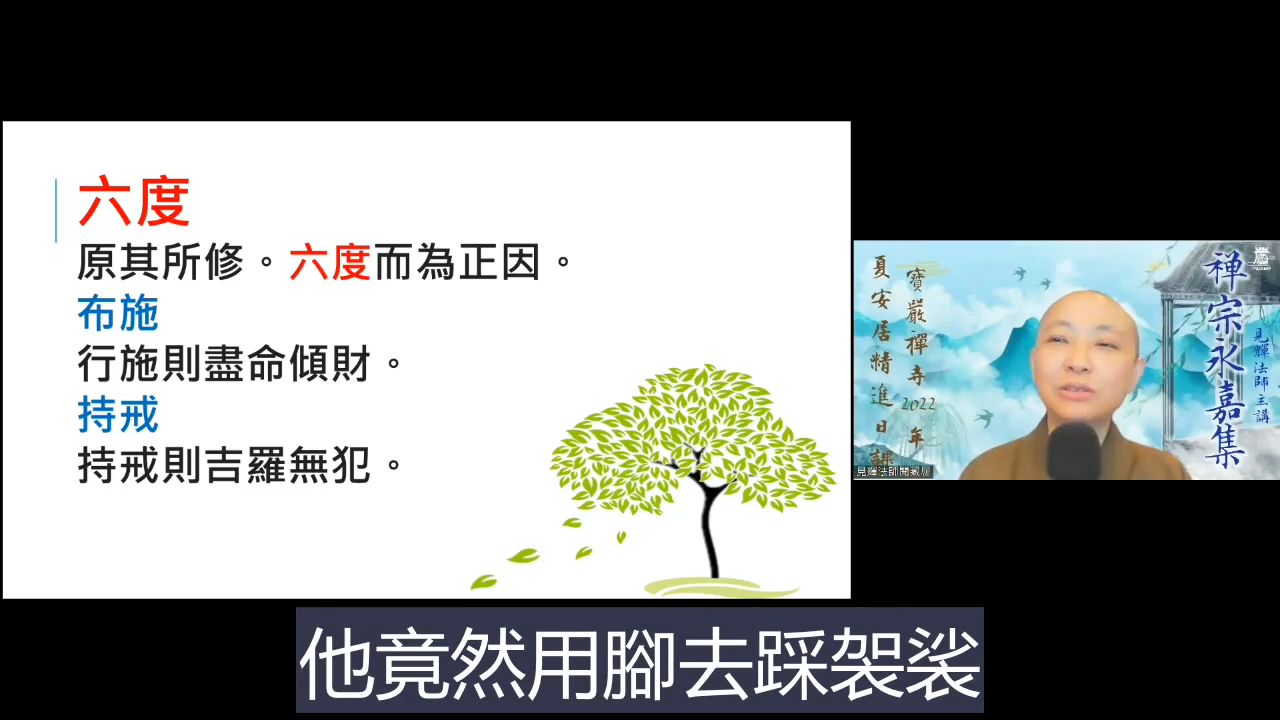 六度
原其所修。六度而為正因。
布施
行施則盡命傾財。
持戒
持戒則吉羅無犯。
夏安居精進日課
寶嚴禪寺2022年
禪宗永嘉集
見輝法師主講
他竟然用腳去踩袈裟